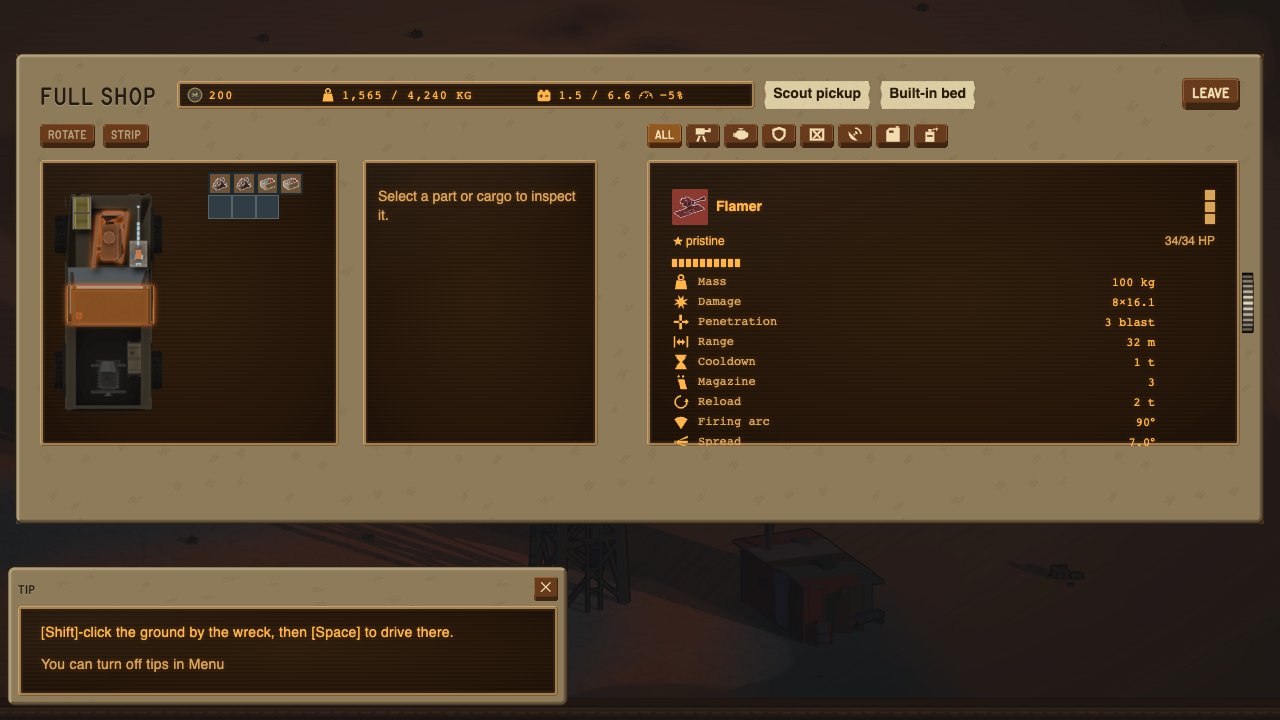 FULL SHOP
200
1,565 / 4,240 KG
1.5 / 6.6
-5%
Scout pickup
Built-in bed
LEAVE
ROTATE
STRIP
ALL
Select a part or cargo to inspect
it.
Flamer
pristine
34/34 HP
Mass
100 kg
Damage
8×16.1
Penetration
3 blast
Range
32 m
Cooldown
1 t
Magazine
3
Reload
2 t
Firing arc
90°
Spread
7.0°
TIP
[Shift]-click the ground by the wreck, then [Space] to drive there.
You can turn off tips in Menu